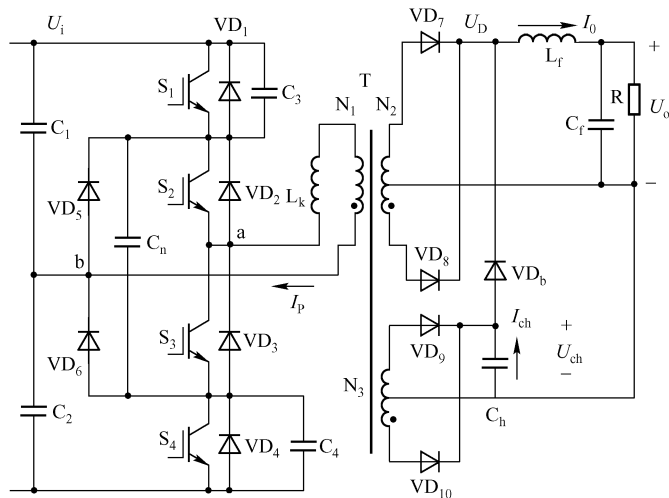 U_i VD_1 VD_7 U_D I_0
S_1 C_3 T L_f +
C_1 N_1 N_2 C_f R U_o
S_2 VD_2 L_k
VD_5 C_n −
b a VD_8 VD_b
I_P I_ch +
VD_6 S_3 VD_3 VD_9 U_ch
N_3 −
C_2 C_h
S_4 VD_4 C_4
VD_10